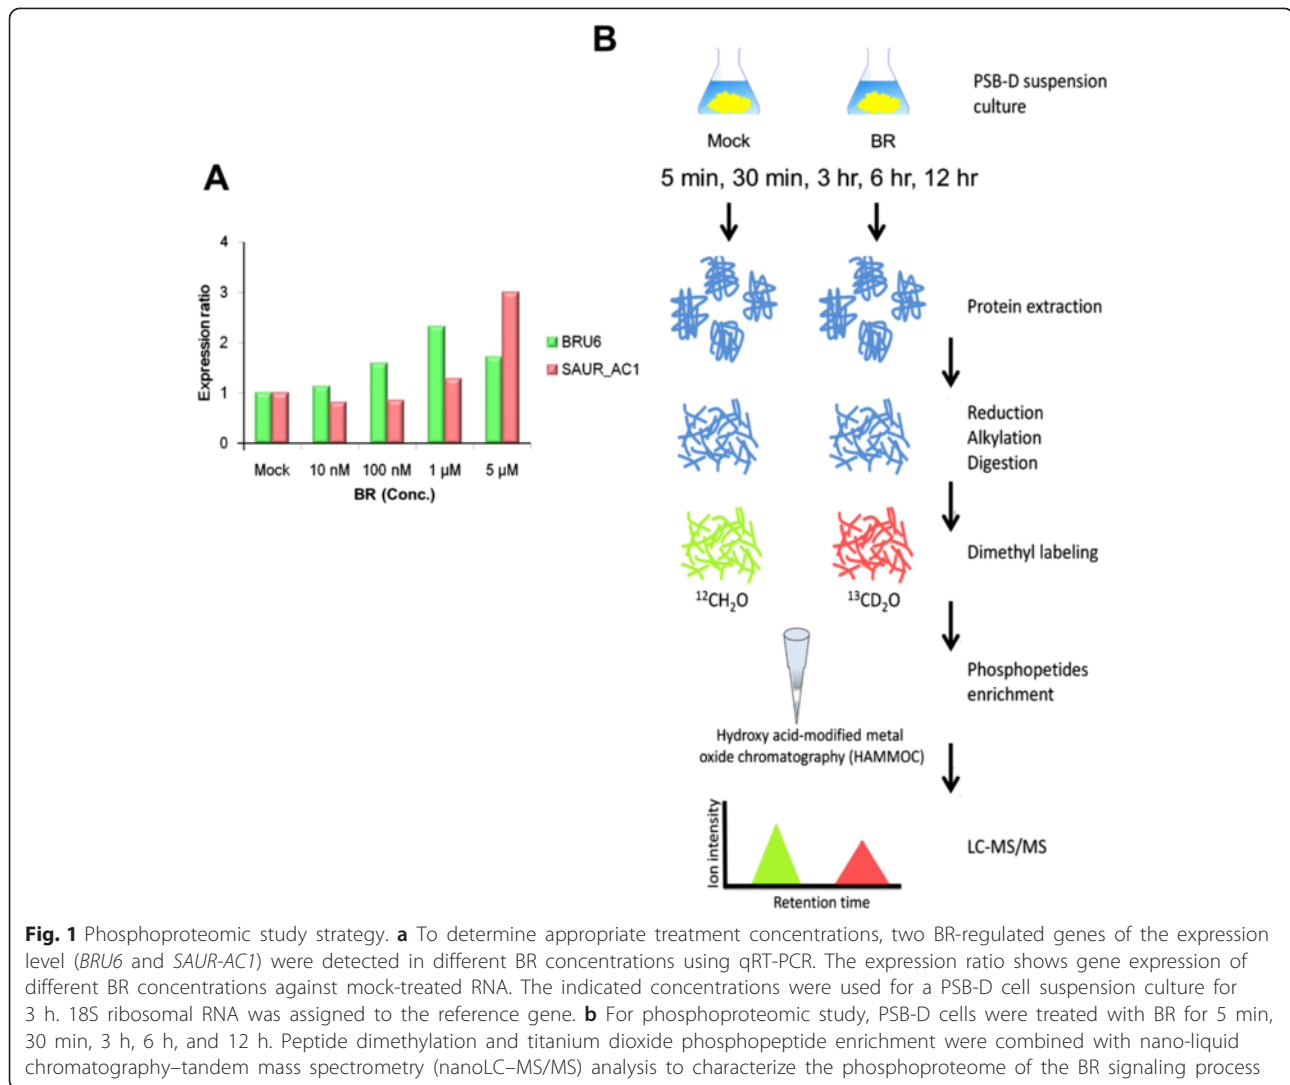 B
PSB-D suspension
culture
Mock
BR
5 min, 30 min, 3 hr, 6 hr, 12 hr
A
4
3
2
1
0
Expression ratio
BRU6
SAUR_AC1
Mock
10 nM
100 nM
1 µM
5 µM
BR (Conc.)
Protein extraction
Reduction
Alkylation
Digestion
Dimethyl labeling
¹²CH₂O
¹³CD₂O
Phosphopetides
enrichment
Hydroxy acid-modified metal
oxide chromatography (HAMMOC)
LC-MS/MS
Ion intensity
Retention time
Fig. 1 Phosphoproteomic study strategy. a To determine appropriate treatment concentrations, two BR-regulated genes of the expression
level (BRU6 and SAUR-AC1) were detected in different BR concentrations using qRT-PCR. The expression ratio shows gene expression of
different BR concentrations against mock-treated RNA. The indicated concentrations were used for a PSB-D cell suspension culture for
3 h. 18S ribosomal RNA was assigned to the reference gene. b For phosphoproteomic study, PSB-D cells were treated with BR for 5 min,
30 min, 3 h, 6 h, and 12 h. Peptide dimethylation and titanium dioxide phosphopeptide enrichment were combined with nano-liquid
chromatography–tandem mass spectrometry (nanoLC–MS/MS) analysis to characterize the phosphoproteome of the BR signaling process